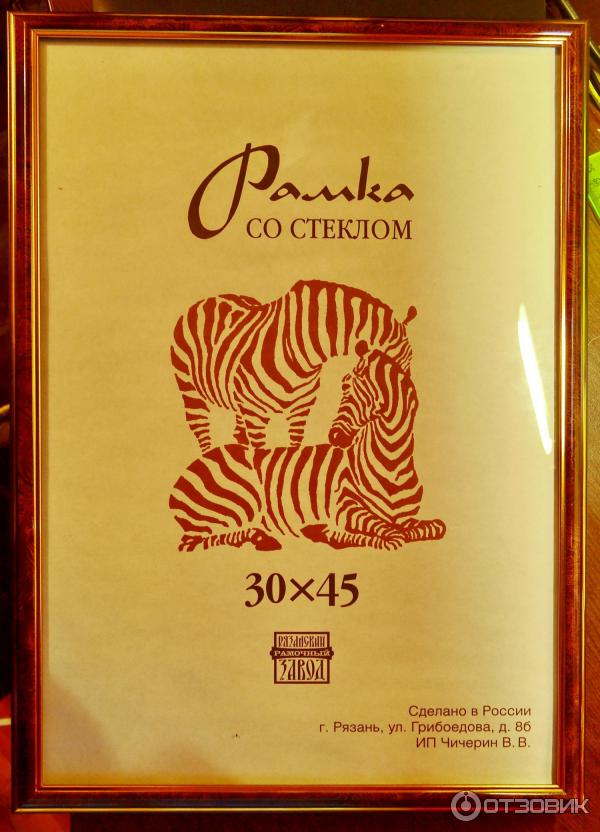 Рамка
СО СТЕКЛОМ
30×45
РЯЗАНСКИЙ
РАМОЧНЫЙ
ЗАВОД
Сделано в России
г. Рязань, ул. Грибоедова, д. 8б
ИП Чичерин В. В.
ОТЗОВИК